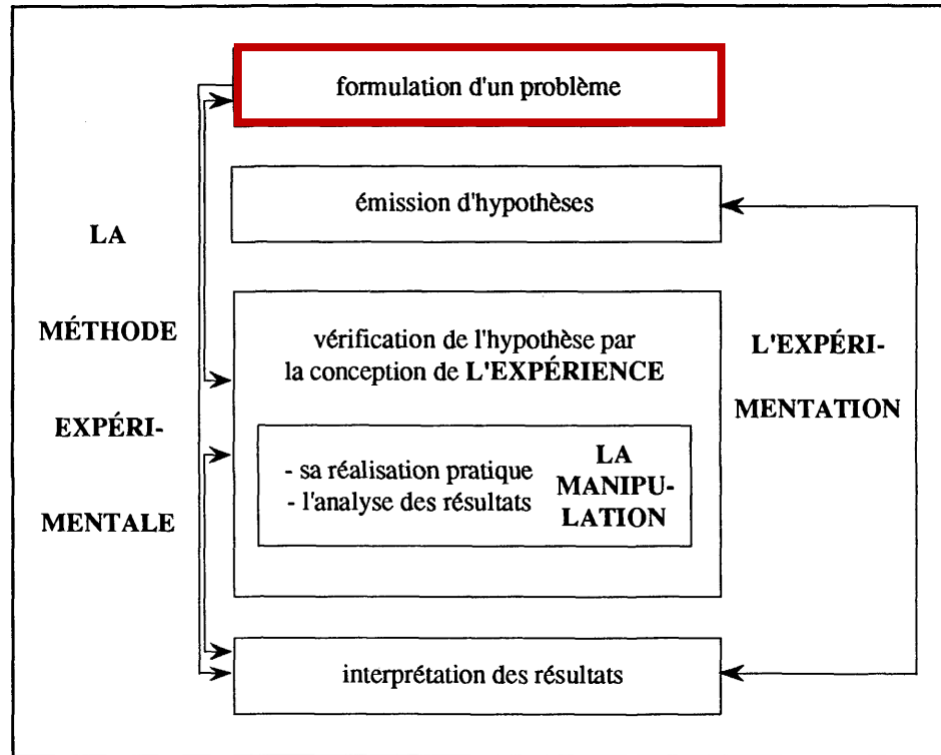 formulation d'un problème
émission d'hypothèses
LA
MÉTHODE
EXPÉRI-
MENTALE
vérification de l'hypothèse par
la conception de L'EXPÉRIENCE
- sa réalisation pratique
- l'analyse des résultats
LA
MANIPU-
LATION
L'EXPÉRI-
MENTATION
interprétation des résultats